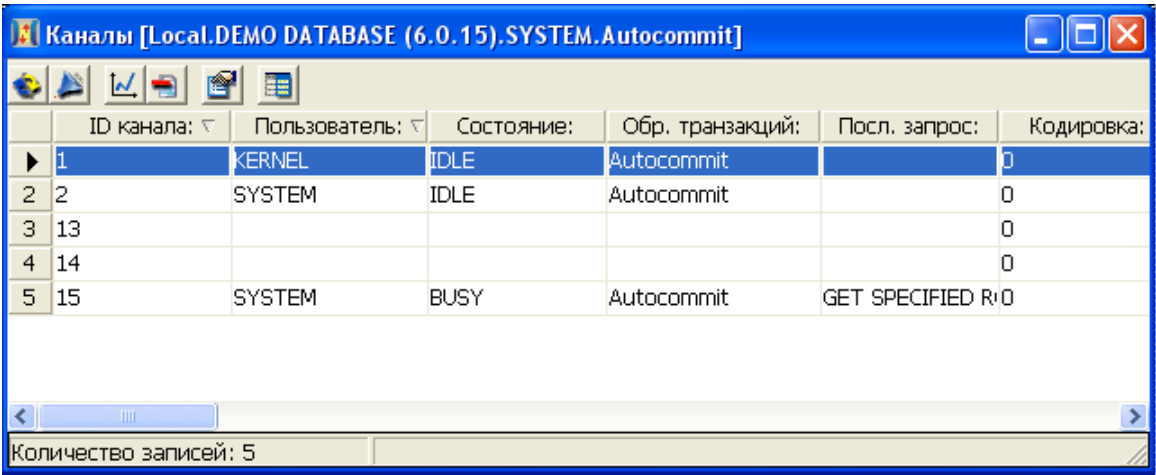 Каналы [Local.DEMO DATABASE (6.0.15).SYSTEM.Autocommit]
ID канала: Пользователь: Состояние: Обр. транзакций: Посл. запрос: Кодировка:
1 KERNEL IDLE Autocommit 0
2 2 SYSTEM IDLE Autocommit 0
3 13 0
4 14 0
5 15 SYSTEM BUSY Autocommit GET SPECIFIED 0
Количество записей: 5